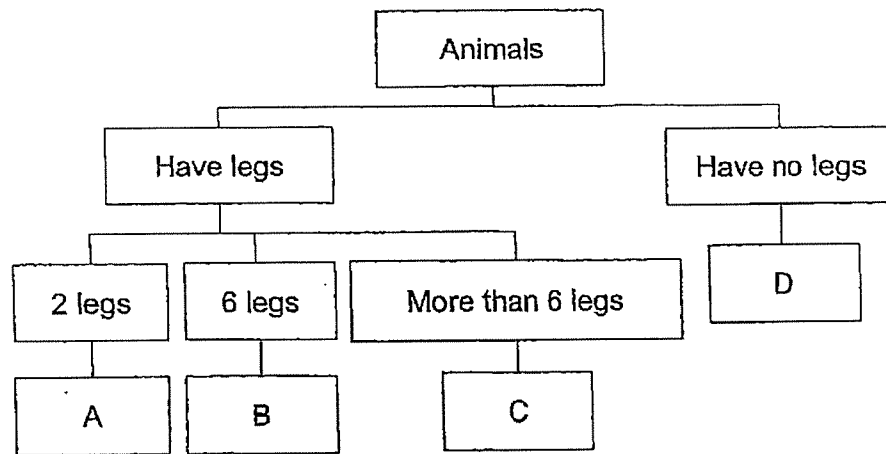 Animals
Have legs
Have no legs
2 legs
6 legs
More than 6 legs
D
A
B
C